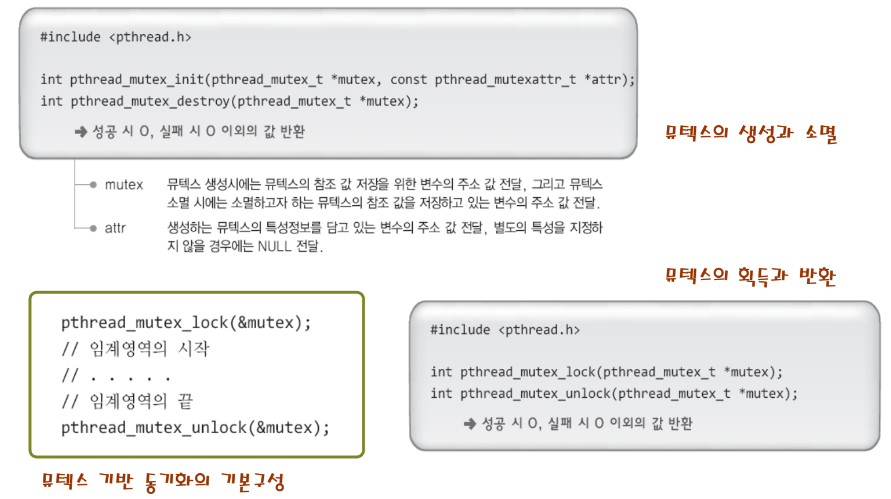 #include <pthread.h>
int pthread_mutex_init(pthread_mutex_t *mutex, const pthread_mutexattr_t *attr);
int pthread_mutex_destroy(pthread_mutex_t *mutex);
➜ 성공 시 0, 실패 시 0 이외의 값 반환
뮤텍스의 생성과 소멸
mutex 뮤텍스 생성시에는 뮤텍스의 참조 값 저장을 위한 변수의 주소 값 전달, 그리고 뮤텍스
소멸 시에는 소멸하고자 하는 뮤텍스의 참조 값을 저장하고 있는 변수의 주소 값 전달.
attr 생성하는 뮤텍스의 특성정보를 담고 있는 변수의 주소 값 전달, 별도의 특성을 지정하
지 않을 경우에는 NULL 전달.
뮤텍스의 획득과 반환
pthread_mutex_lock(&mutex);
// 임계영역의 시작
// . . . . .
// 임계영역의 끝
pthread_mutex_unlock(&mutex);
뮤텍스 기반 동기화의 기본구성
#include <pthread.h>
int pthread_mutex_lock(pthread_mutex_t *mutex);
int pthread_mutex_unlock(pthread_mutex_t *mutex);
➜ 성공 시 0, 실패 시 0 이외의 값 반환